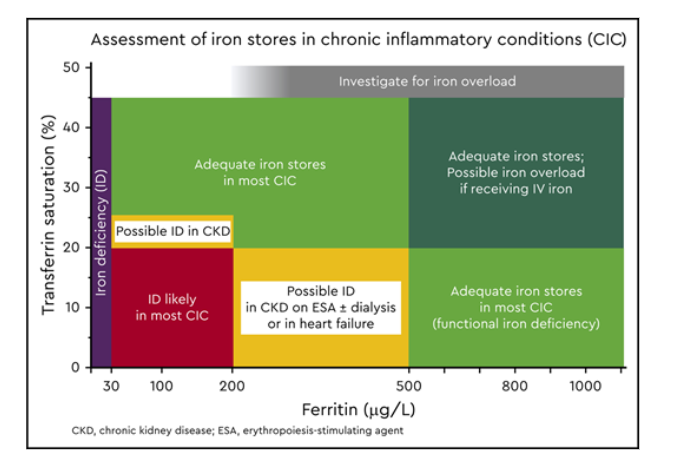 Assessment of iron stores in chronic inflammatory conditions (CIC)
50
Investigate for iron overload
40
Adequate iron stores
in most CIC
Adequate iron stores;
Possible iron overload
if receiving IV iron
30
Transferrin saturation (%)
Iron deficiency (ID)
Possible ID in CKD
20
ID likely
in most CIC
Possible ID
in CKD on ESA ± dialysis
or in heart failure
Adequate iron stores
in most CIC
(functional iron deficiency)
10
0
30 100 200 500 800 1000
Ferritin (µg/L)
CKD, chronic kidney disease; ESA, erythropoiesis-stimulating agent